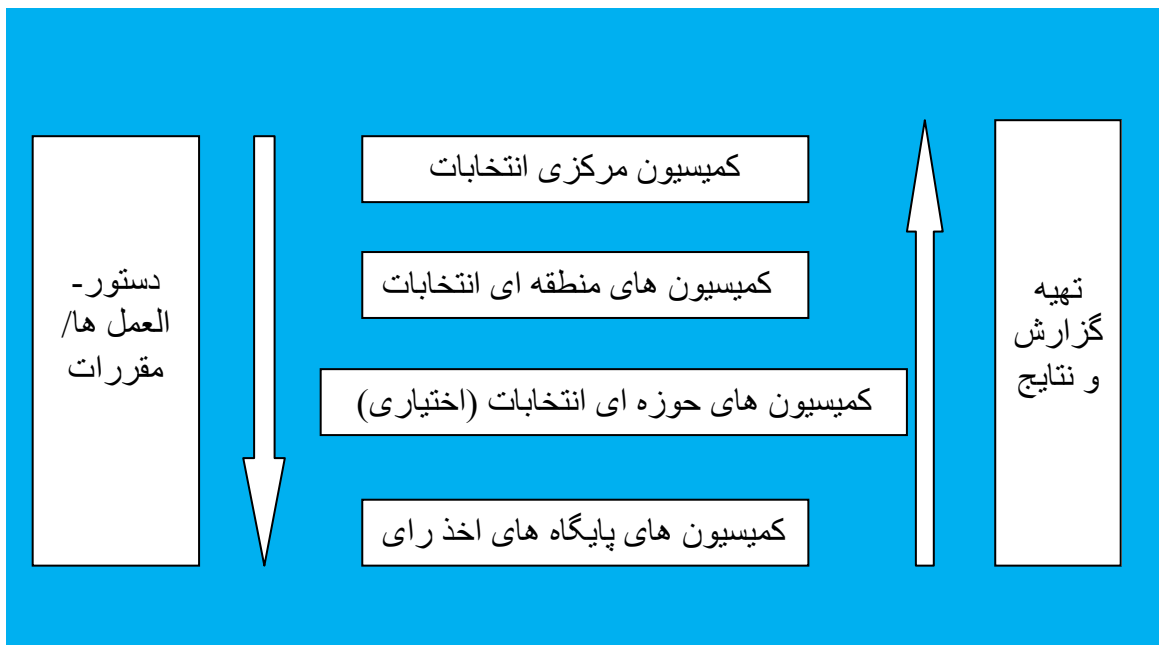 کمیسیون مرکزی انتخابات
کمیسیون های منطقه ای انتخابات
کمیسیون های حوزه ای انتخابات (اختیاری)
کمیسیون های پایگاه های اخذ رای
تهیه
گزارش
و نتایج
دستور-
العمل ها/
مقررات